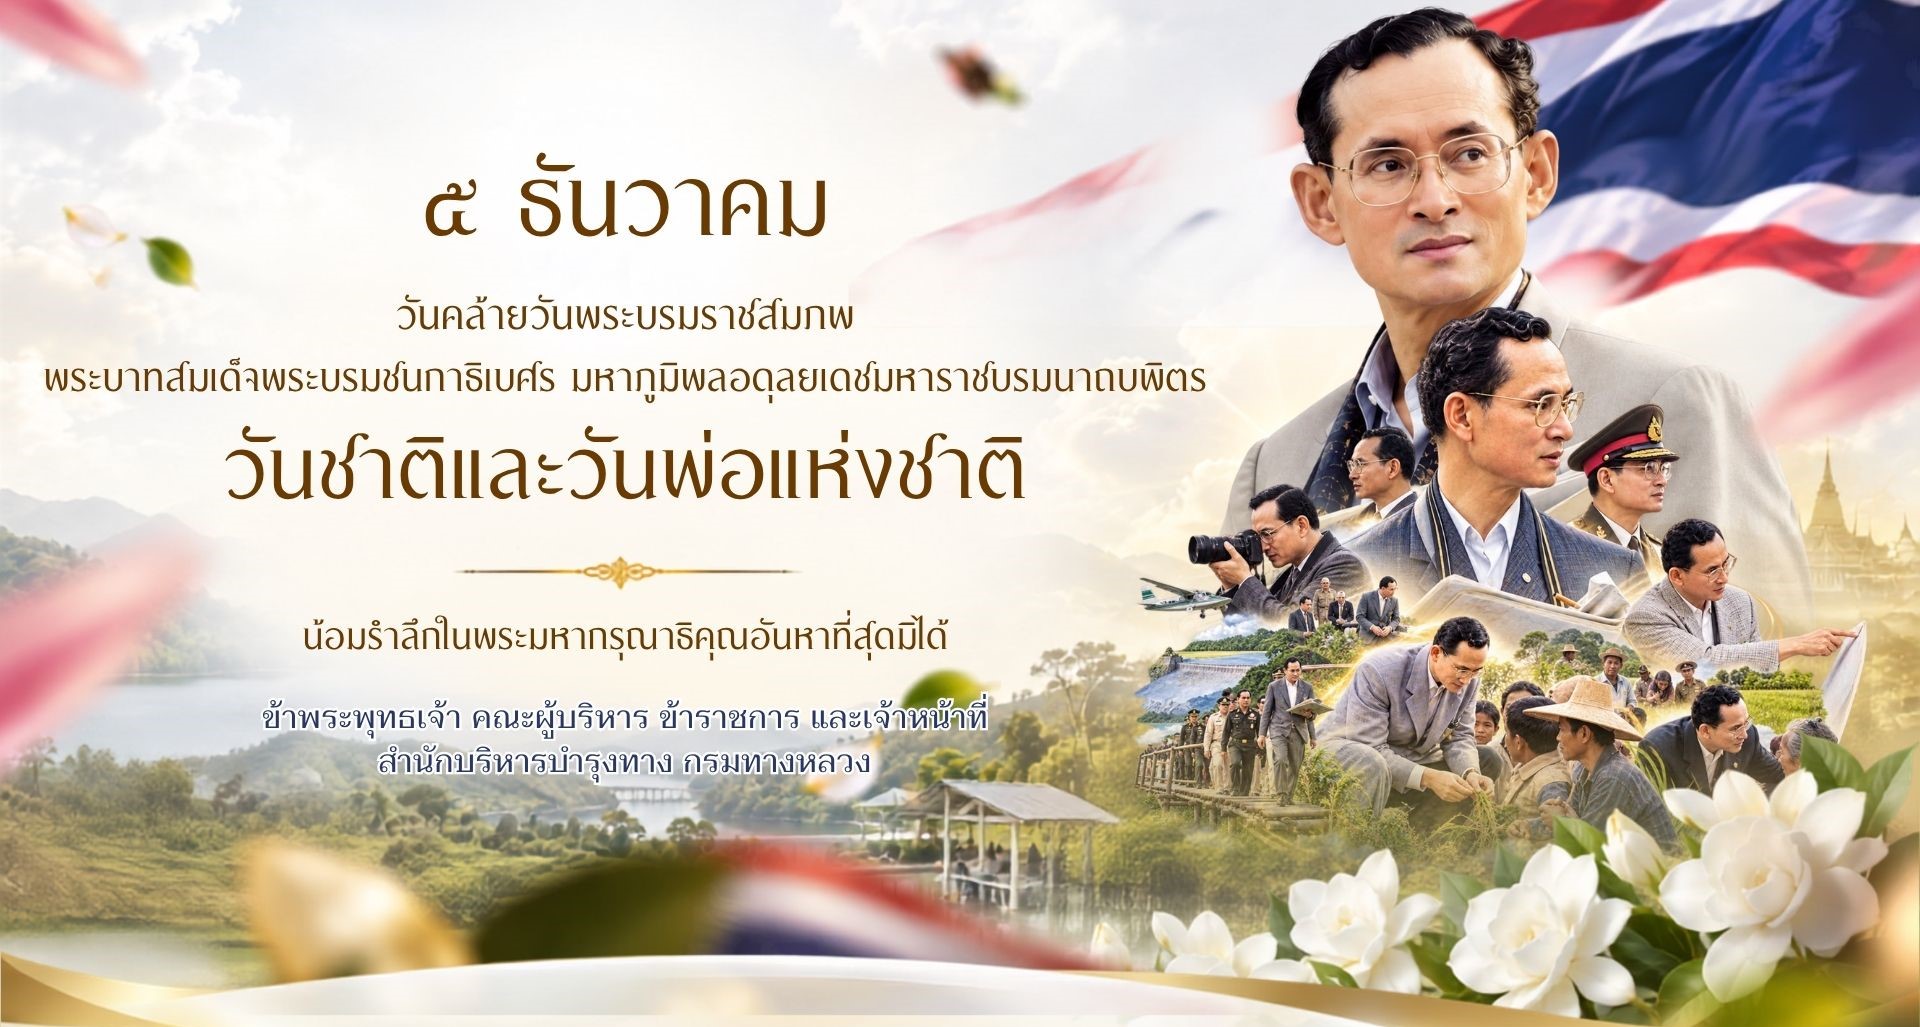 ๕ ธันวาคม
วันคล้ายวันพระบรมราชสมภพ
พระบาทสมเด็จพระบรมชนกาธิเบศร มหาภูมิพลอดุลยเดชมหาราชบรมนาถบพิตร
วันชาติและวันพ่อแห่งชาติ
น้อมรำลึกในพระมหากรุณาธิคุณอันหาที่สุดมิได้
ข้าพระพุทธเจ้า คณะผู้บริหาร ข้าราชการ และเจ้าหน้าที่
สำนักบริหารบำรุงทาง กรมทางหลวง